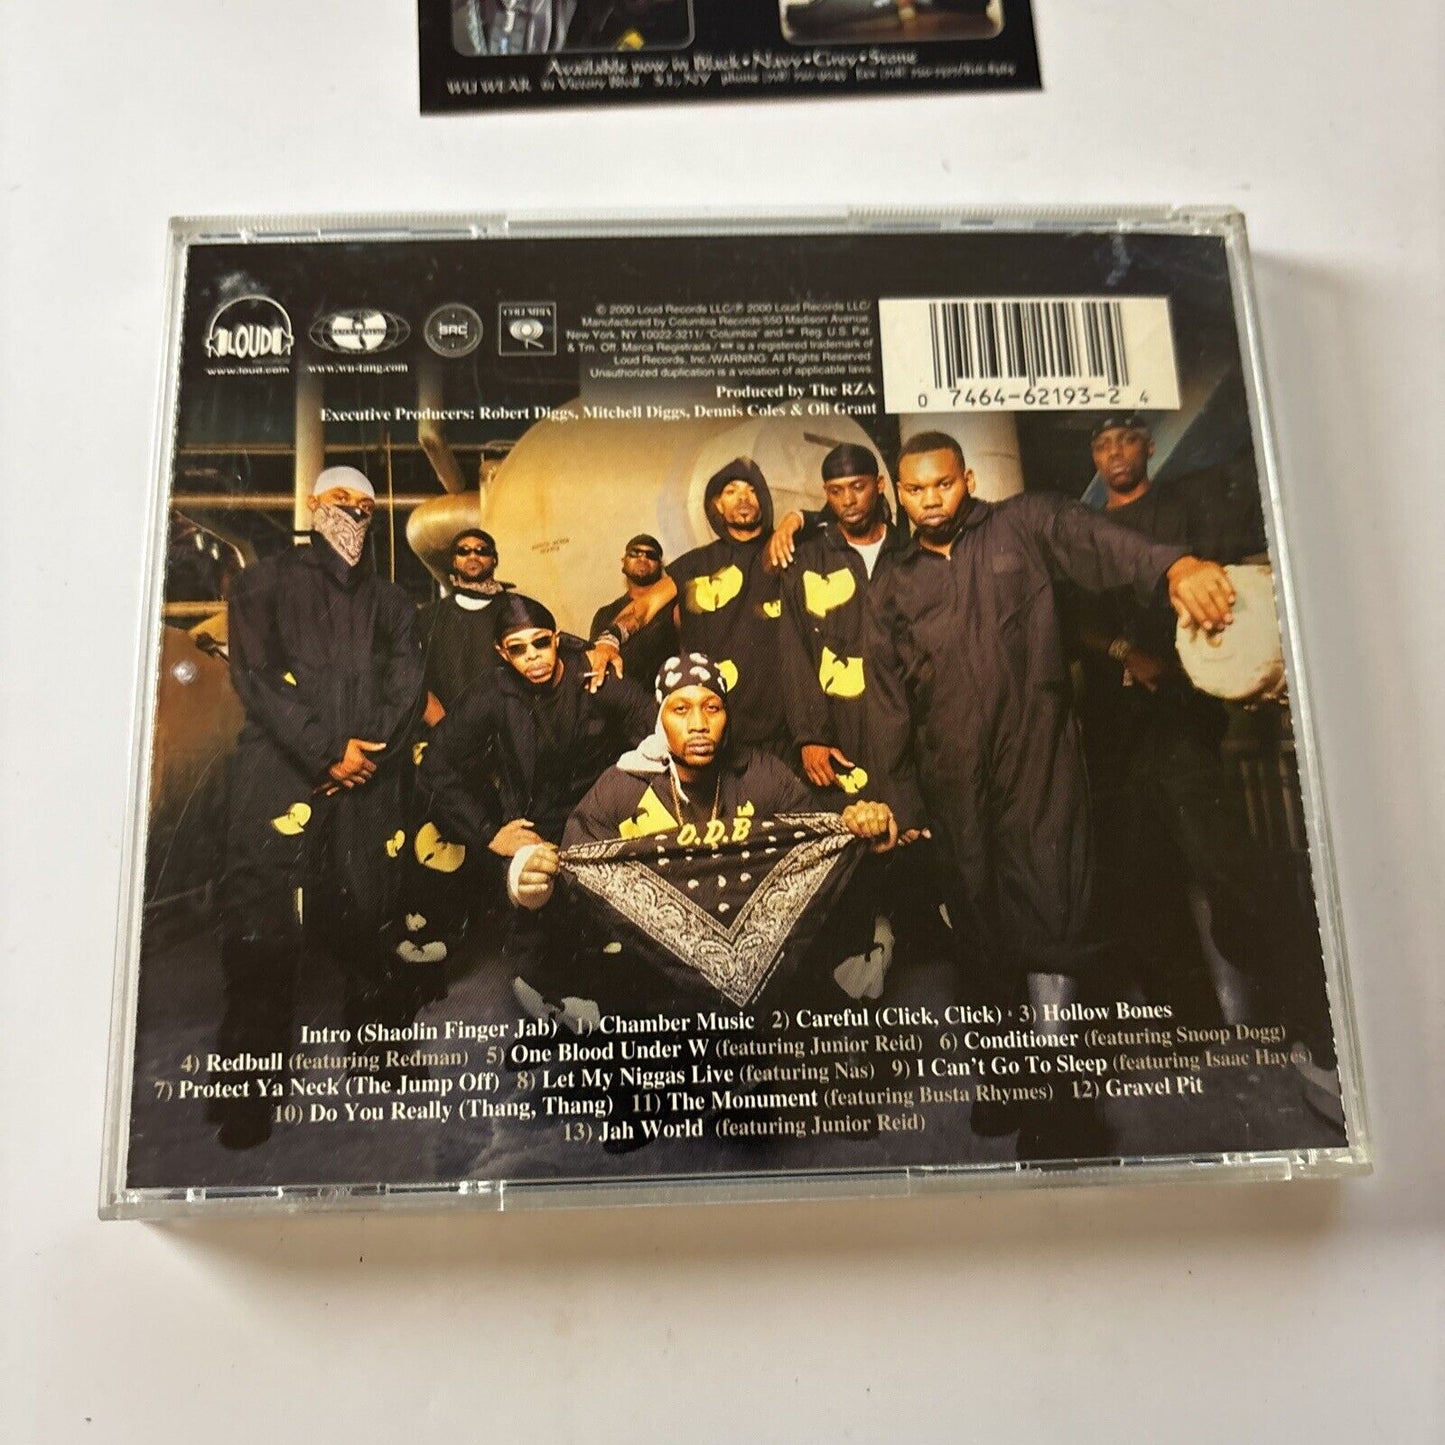 Available now in Black • Navy • Grey • Stone
WU WEAR Victory Blvd. S.I., NY phone
LOUD
www.loud.com
www.wu-tang.com
SRC
COLUMBIA
© 2000 Loud Records LLC/℗ 2000 Loud Records LLC/
Manufactured by Columbia Records/550 Madison Avenue
New York, NY 10022-3211/ "Columbia" and Reg. U.S. Pat
& Tm. Off. Marca Registrada./ is a registered trademark of
Loud Records, Inc./WARNING: All Rights Reserved
Unauthorized duplication is a violation of applicable laws.
Produced by The RZA
Executive Producers: Robert Diggs, Mitchell Diggs, Dennis Coles & Oli Grant
0 7464-62193-2 4
O.D.B
Intro (Shaolin Finger Jab) 1) Chamber Music 2) Careful (Click, Click) · 3) Hollow Bones
4) Redbull (featuring Redman) 5) One Blood Under W (featuring Junior Reid) 6) Conditioner (featuring Snoop Dogg)
7) Protect Ya Neck (The Jump Off) 8) Let My Niggas Live (featuring Nas) 9) I Can't Go To Sleep (featuring Isaac Hayes)
10) Do You Really (Thang, Thang) 11) The Monument (featuring Busta Rhymes) 12) Gravel Pit
13) Jah World (featuring Junior Reid)